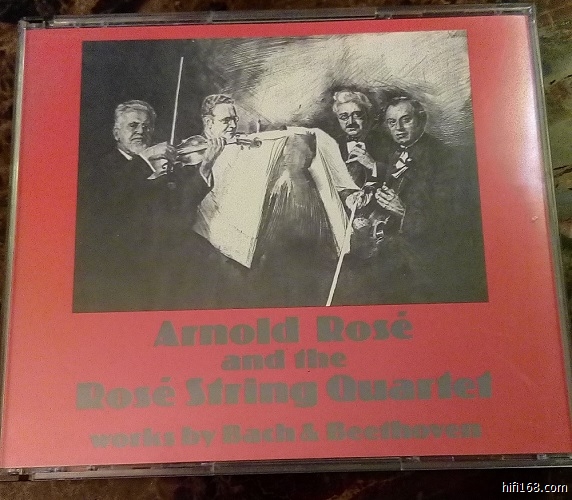 Arnold Rosé
and the
Rosé String Quartet
works by Bach & Beethoven
hifi168.com